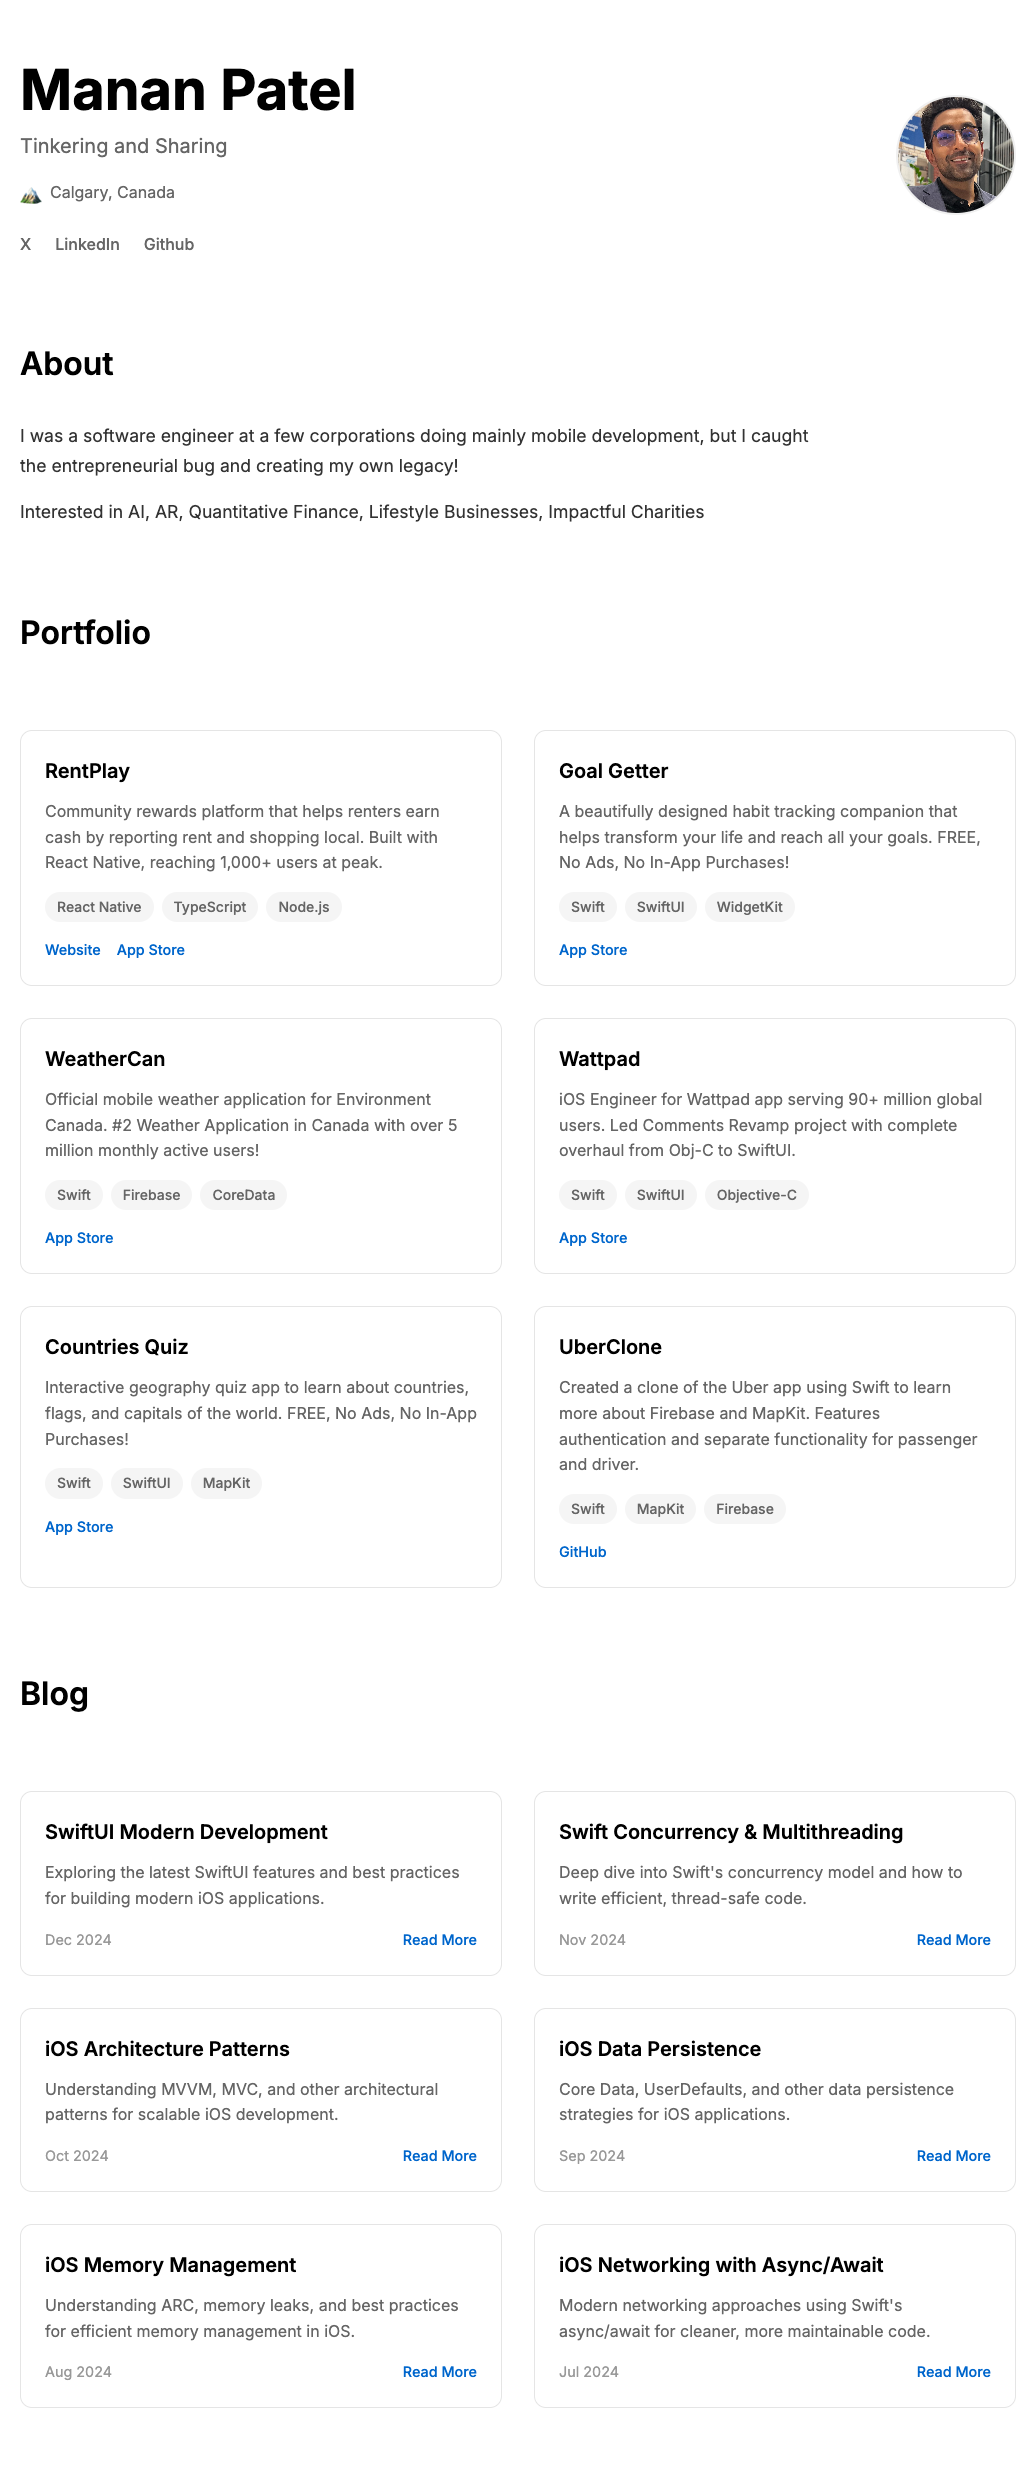 Manan Patel
Tinkering and Sharing
Calgary, Canada
X LinkedIn Github
About
I was a software engineer at a few corporations doing mainly mobile development, but I caught
the entrepreneurial bug and creating my own legacy!
Interested in AI, AR, Quantitative Finance, Lifestyle Businesses, Impactful Charities
Portfolio
RentPlay
Community rewards platform that helps renters earn
cash by reporting rent and shopping local. Built with
React Native, reaching 1,000+ users at peak.
React Native TypeScript Node.js
Website App Store
Goal Getter
A beautifully designed habit tracking companion that
helps transform your life and reach all your goals. FREE,
No Ads, No In-App Purchases!
Swift SwiftUI WidgetKit
App Store
WeatherCan
Official mobile weather application for Environment
Canada. #2 Weather Application in Canada with over 5
million monthly active users!
Swift Firebase CoreData
App Store
Wattpad
iOS Engineer for Wattpad app serving 90+ million global
users. Led Comments Revamp project with complete
overhaul from Obj-C to SwiftUI.
Swift SwiftUI Objective-C
App Store
Countries Quiz
Interactive geography quiz app to learn about countries,
flags, and capitals of the world. FREE, No Ads, No In-App
Purchases!
Swift SwiftUI MapKit
App Store
UberClone
Created a clone of the Uber app using Swift to learn
more about Firebase and MapKit. Features
authentication and separate functionality for passenger
and driver.
Swift MapKit Firebase
GitHub
Blog
SwiftUI Modern Development
Exploring the latest SwiftUI features and best practices
for building modern iOS applications.
Dec 2024 Read More
Swift Concurrency & Multithreading
Deep dive into Swift's concurrency model and how to
write efficient, thread-safe code.
Nov 2024 Read More
iOS Architecture Patterns
Understanding MVVM, MVC, and other architectural
patterns for scalable iOS development.
Oct 2024 Read More
iOS Data Persistence
Core Data, UserDefaults, and other data persistence
strategies for iOS applications.
Sep 2024 Read More
iOS Memory Management
Understanding ARC, memory leaks, and best practices
for efficient memory management in iOS.
Aug 2024 Read More
iOS Networking with Async/Await
Modern networking approaches using Swift's
async/await for cleaner, more maintainable code.
Jul 2024 Read More